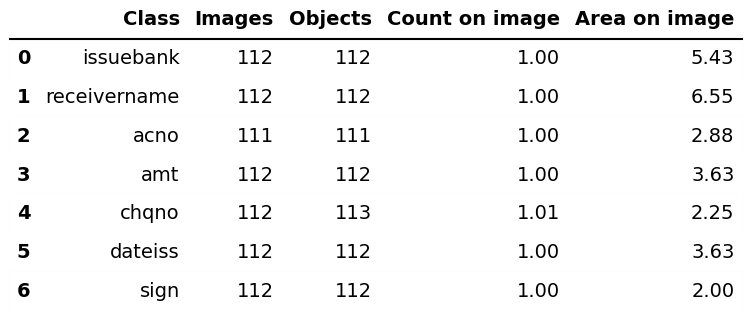 Class Images Objects Count on image Area on image
0 issuebank 112 112 1.00 5.43
1 receivername 112 112 1.00 6.55
2 acno 111 111 1.00 2.88
3 amt 112 112 1.00 3.63
4 chqno 112 113 1.01 2.25
5 dateiss 112 112 1.00 3.63
6 sign 112 112 1.00 2.00